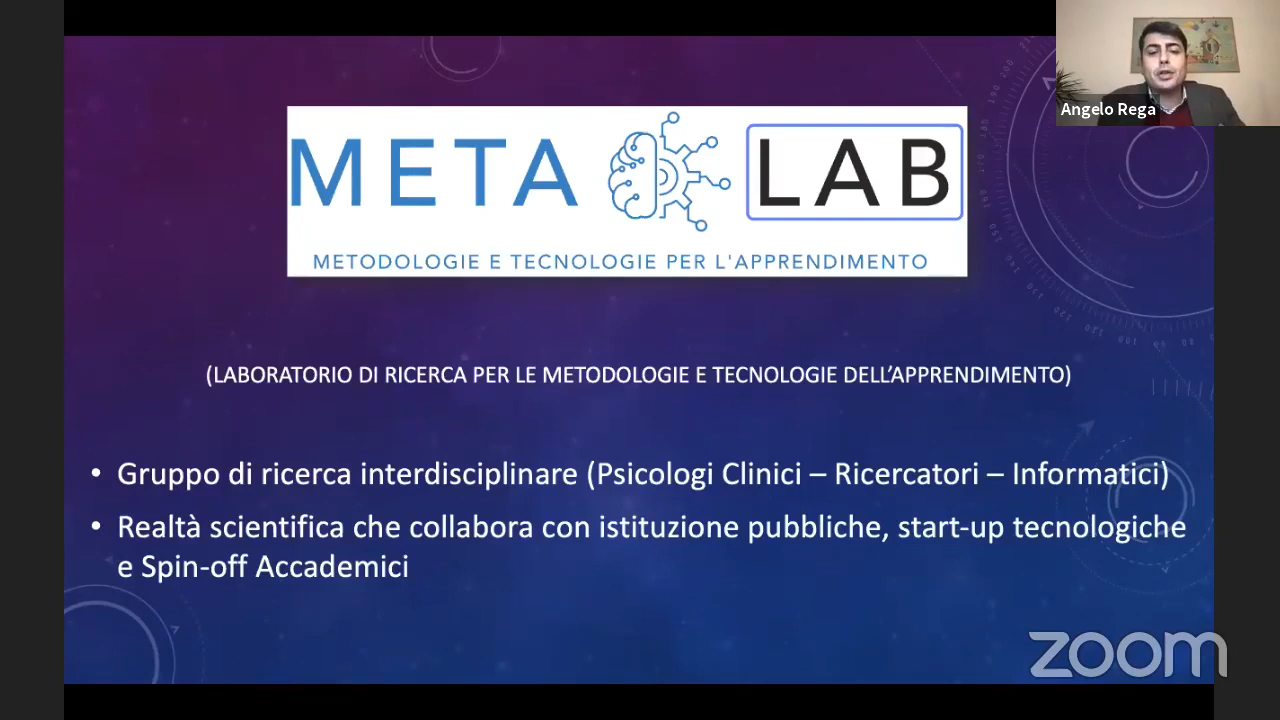 Angelo Rega
META LAB
METODOLOGIE E TECNOLOGIE PER L'APPRENDIMENTO
(LABORATORIO DI RICERCA PER LE METODOLOGIE E TECNOLOGIE DELL’APPRENDIMENTO)
• Gruppo di ricerca interdisciplinare (Psicologi Clinici – Ricercatori – Informatici)
• Realtà scientifica che collabora con istituzione pubbliche, start-up tecnologiche
e Spin-off Accademici
zoom